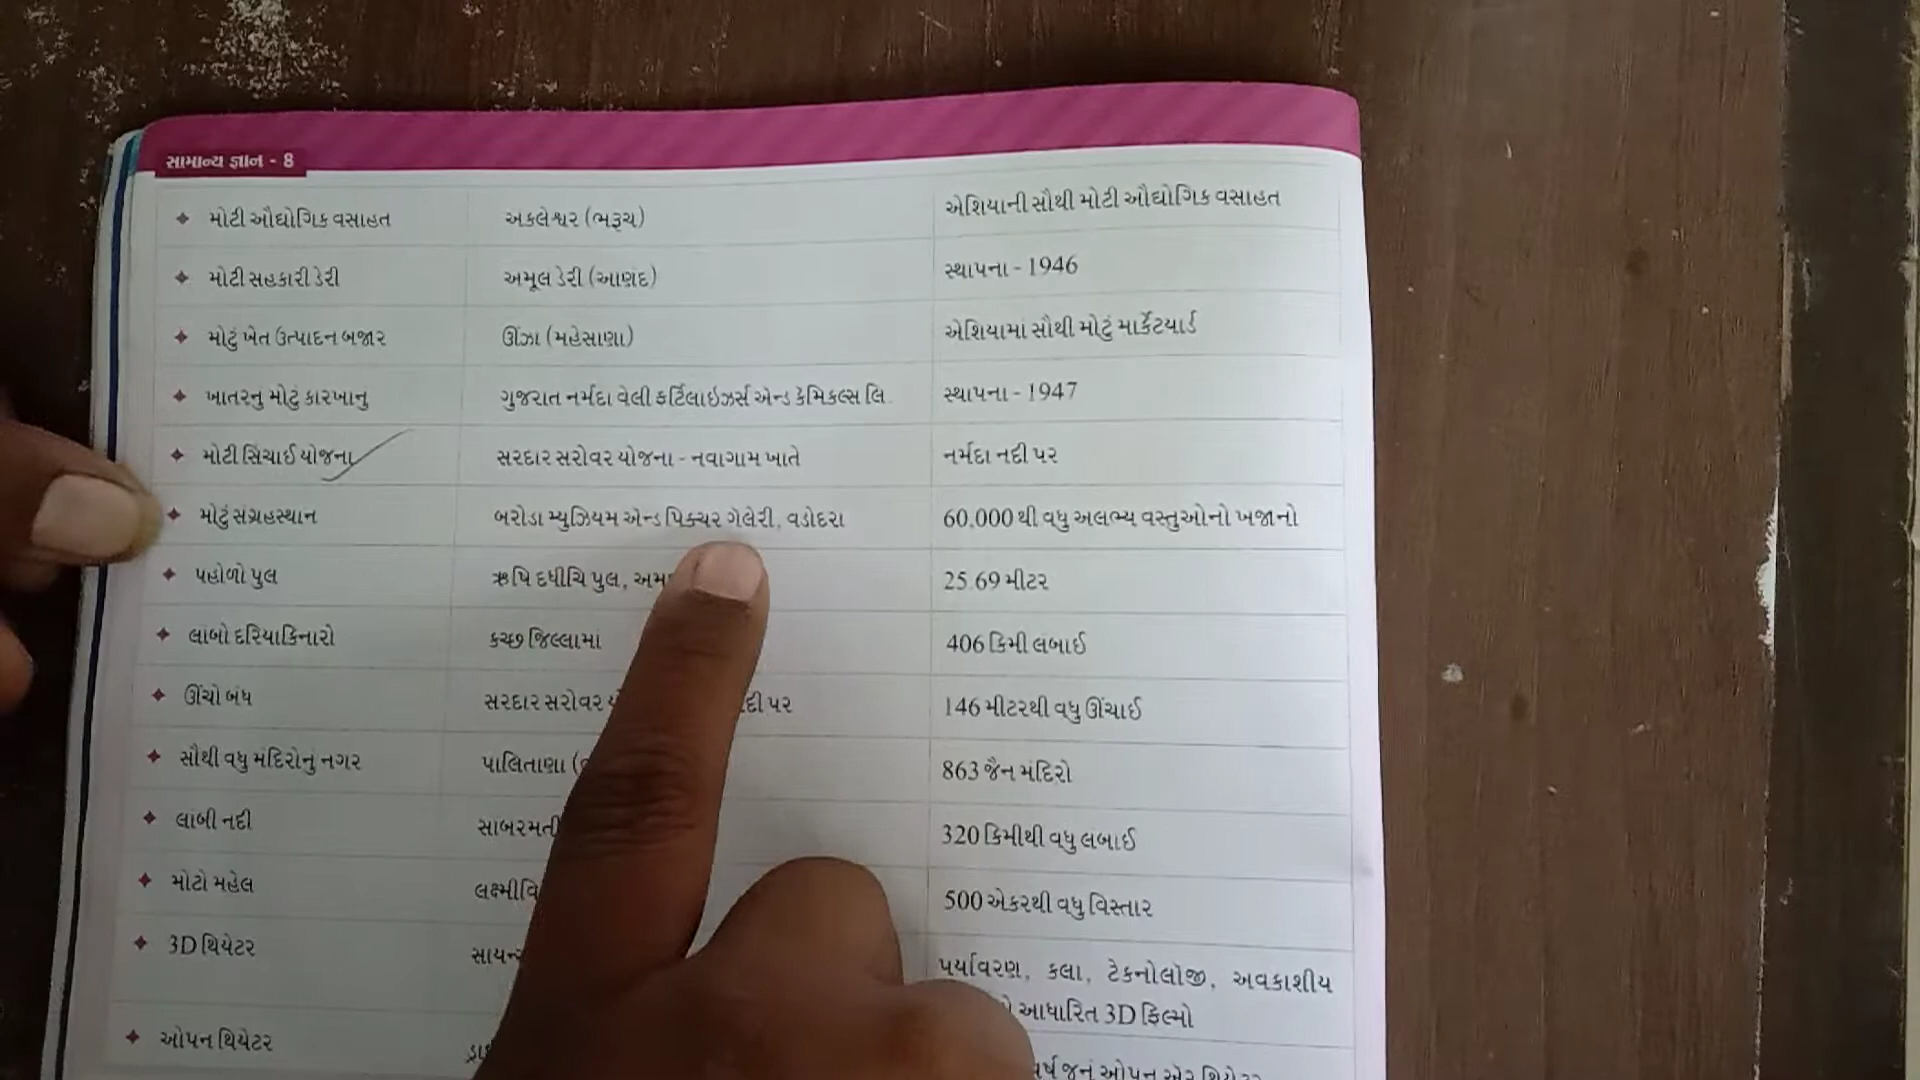 સામાન્ય જ્ઞાન - 8
મોટી ઔદ્યોગિક વસાહત અકલેશ્વર (ભરૂચ) એશિયાની સૌથી મોટી ઔદ્યોગિક વસાહત
મોટી સહકારી ડેરી અમૂલ ડેરી (આણંદ) સ્થાપના - 1946
મોટું ખેત ઉત્પાદન બજાર ઊંઝા (મહેસાણા) એશિયામાં સૌથી મોટું માર્કેટયાર્ડ
ખાતરનું મોટું કારખાનુ ગુજરાત નર્મદા વેલી ફર્ટિલાઇઝર્સ એન્ડ કેમિકલ્સ લિ. સ્થાપના - 1947
મોટી સિંચાઈ યોજના સરદાર સરોવર યોજના - નવાગામ ખાતે નર્મદા નદી પર
મોટું સંગ્રહસ્થાન બરોડા મ્યુઝિયમ એન્ડ પિક્ચર ગેલેરી, વડોદરા 60,000 થી વધુ અલભ્ય વસ્તુઓનો ખજાનો
પહોળો પુલ ઋષિ દધીચિ પુલ, 25.69 મીટર
લાંબો દરિયાકિનારો કચ્છ જિલ્લામાં 406 કિમી લંબાઈ
ઊંચો બંધ સરદાર સરોવર પર 146 મીટરથી વધુ ઊંચાઈ
સૌથી વધુ મંદિરોનું નગર પાલિતાણા 863 જૈન મંદિરો
લાંબી નદી સાબરમતી 320 કિમીથી વધુ લંબાઈ
મોટો મહેલ 500 એકરથી વધુ વિસ્તાર
3D થિયેટર પર્યાવરણ, કલા, ટેકનોલૉજી, અવકાશીય
આધારિત 3D ફિલ્મો
ઓપન થિયેટર